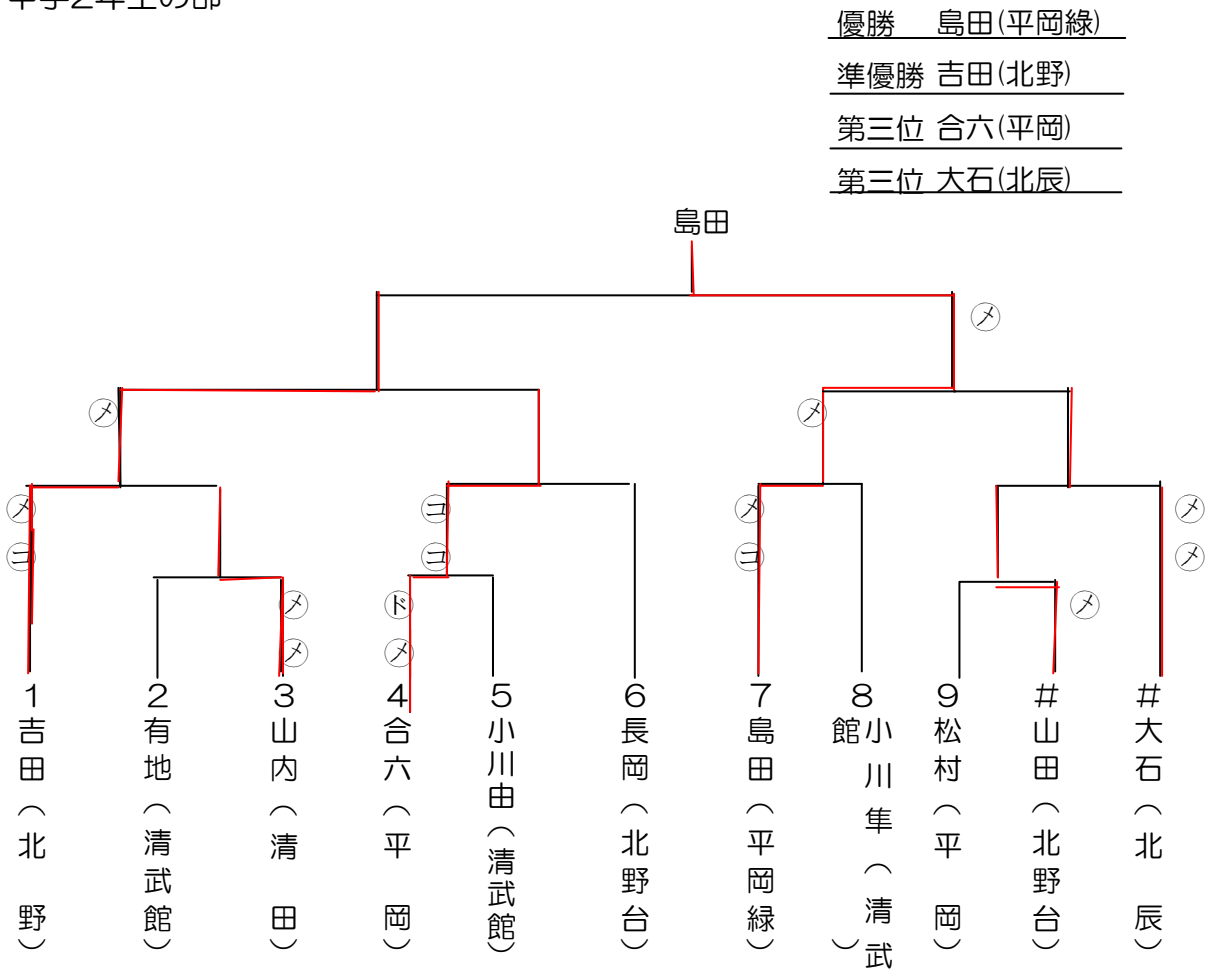 優勝 島田(平岡緑)
準優勝 吉田(北野)
第三位 合六(平岡)
第三位 大石(北辰)
島田
㋱
㋱
㋱
㋱
㋙
㋱
㋱
㋙
㋙
㋣
㋱
㋱
㋙
㋱
㋱
㋱
1 吉田(北 野)
2 有地(清武館)
3 山内(清 田)
4 合六(平 岡)
5 小川由(清武館)
6 長岡(北野台)
7 島田(平岡緑)
8 小川隼(清武館)
9 松村(平 岡)
# 山田(北野台)
# 大石(北 辰)